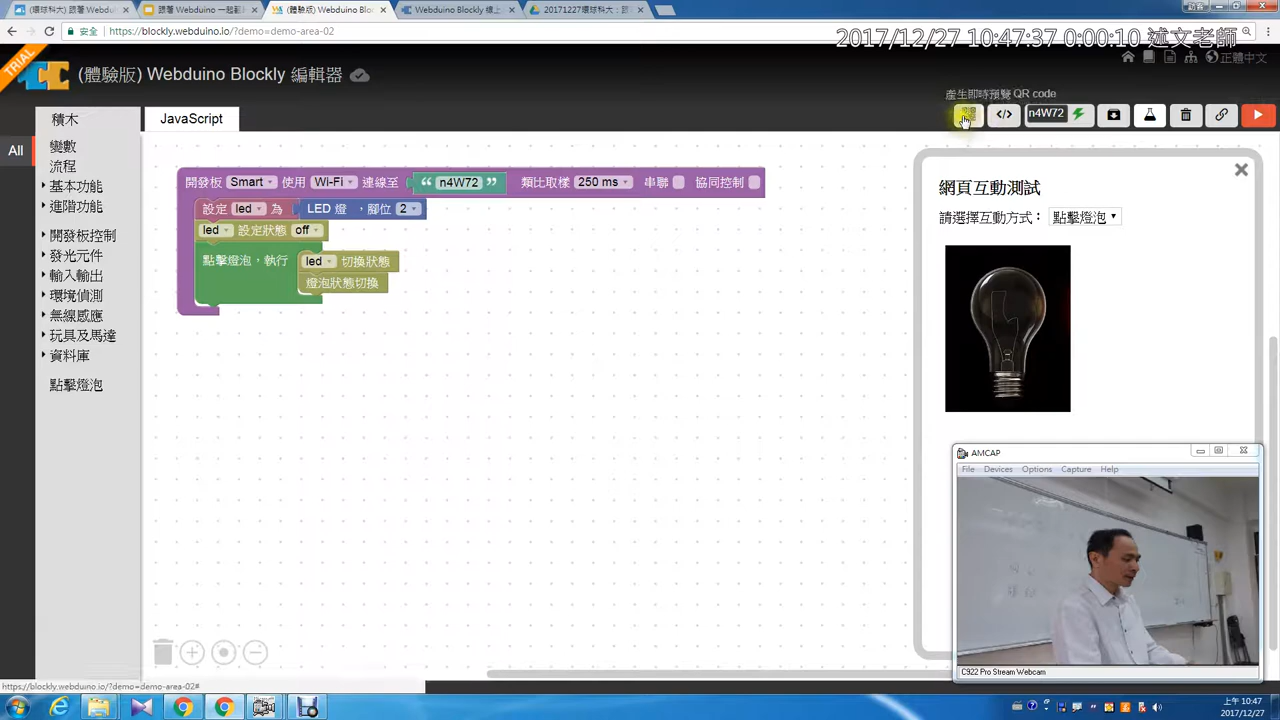 (環球科大) 跟著 Webdui
跟著 Webduino 一起翻
(體驗版) Webduino Bloc
Webduino Blockly 線上
20171227環球科大：跟
訪客
安全 https://blockly.webduino.io/?demo=demo-area-02
2017/12/27 10:47:37 0:00:10 述文老師
TRIAL
(體驗版) Webduino Blockly 編輯器
正體中文
產生即時預覽 QR code
</> n4W72
積木
JavaScript
All
變數
流程
基本功能
進階功能
開發板控制
發光元件
輸入輸出
環境偵測
無線感應
玩具及馬達
資料庫
點擊燈泡
開發板 Smart 使用 Wi-Fi 連線至 “ n4W72 ” 類比取樣 250 ms 串聯 協同控制
設定 led 為 LED 燈 ，腳位 2
led 設定狀態 off
點擊燈泡，執行 led 切換狀態
燈泡狀態切換
網頁互動測試
請選擇互動方式： 點擊燈泡
AMCAP
File Devices Options Capture Help
C922 Pro Stream Webcam
https://blockly.webduino.io/?demo=demo-area-02#
上午 10:47
2017/12/27